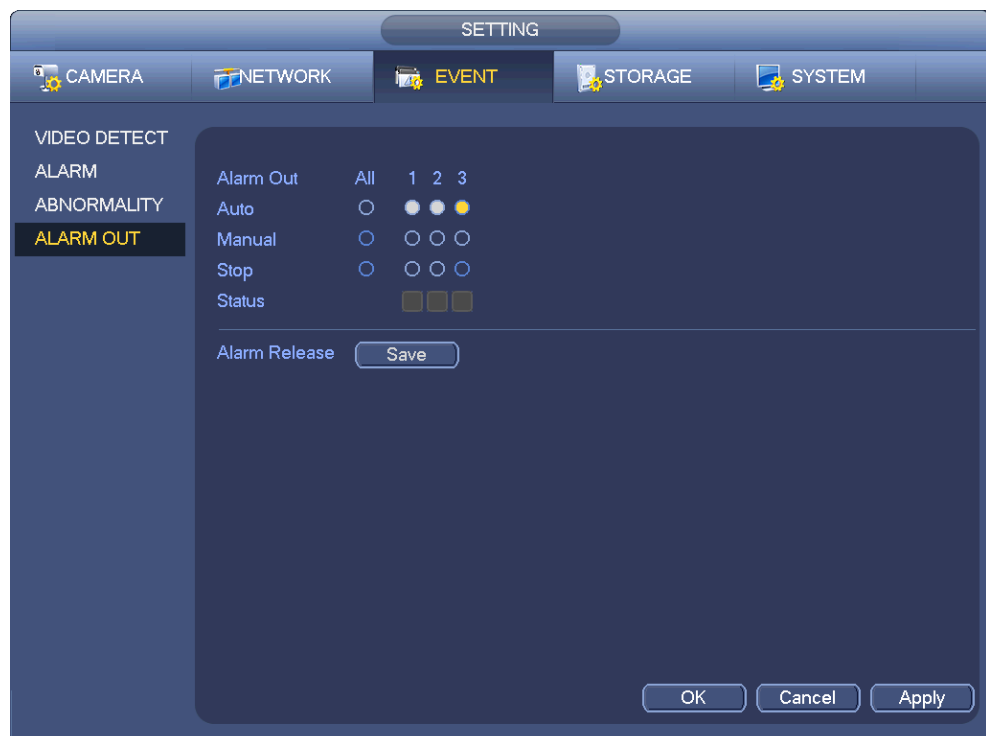 SETTING
CAMERA NETWORK EVENT STORAGE SYSTEM
VIDEO DETECT
ALARM
ABNORMALITY
ALARM OUT
Alarm Out All 1 2 3
Auto
Manual
Stop
Status
Alarm Release Save
OK Cancel Apply